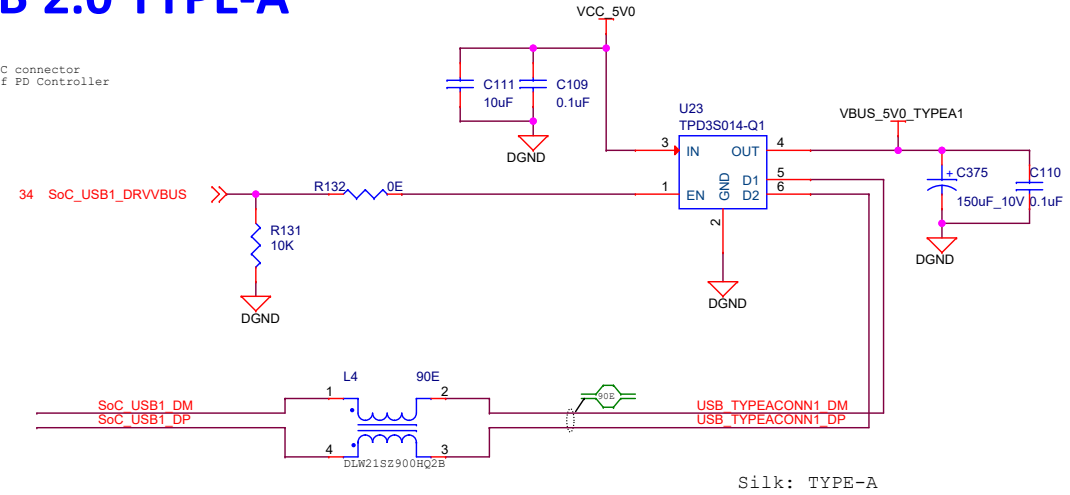 B 2.0 TYPE-A
C connector
f PD Controller
VCC_5V0
C111
10uF
C109
0.1uF
DGND
U23
TPD3S014-Q1
3 IN
OUT 4
1 EN
GND
D1 5
D2 6
2
DGND
VBUS_5V0_TYPEA1
+ C375
150uF_10V
C110
0.1uF
DGND
34 SoC_USB1_DRVVBUS
R132 0E
R131
10K
DGND
L4 90E
1 2
4 3
DLW21SZ900HQ2B
SoC_USB1_DM
SoC_USB1_DP
90E
USB_TYPEACONN1_DM
USB_TYPEACONN1_DP
Silk: TYPE-A